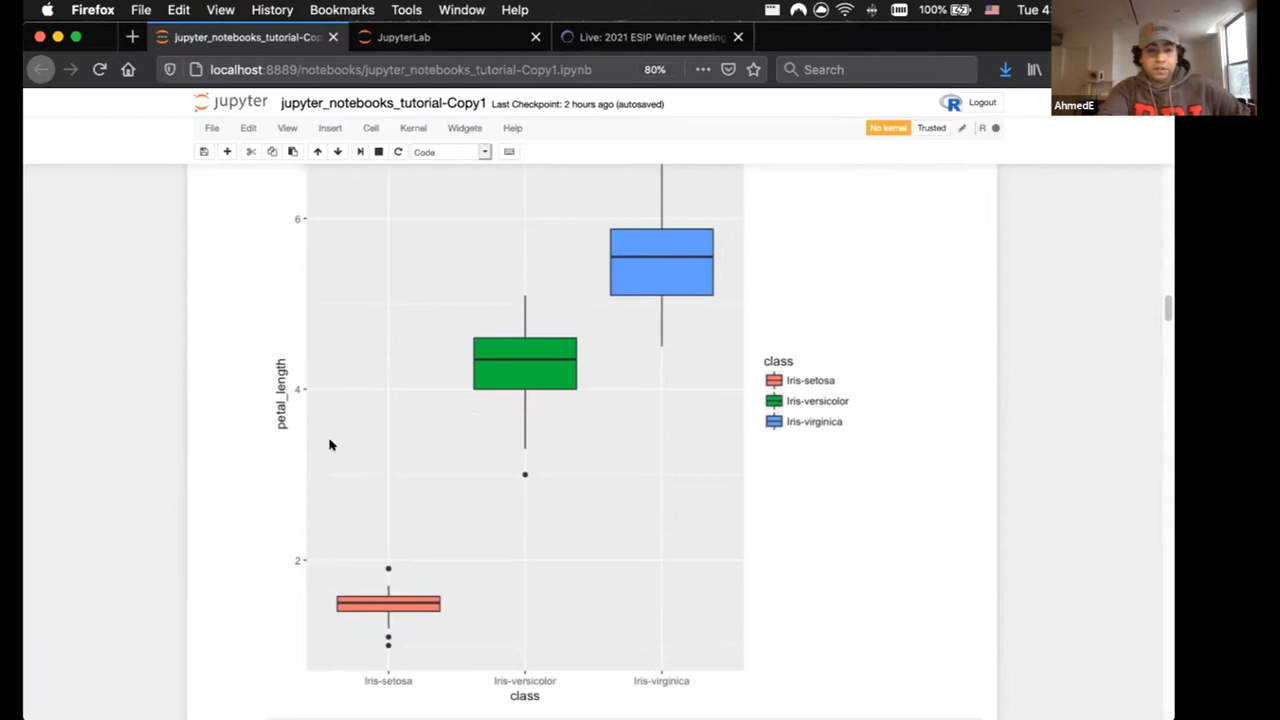 Firefox File Edit View History Bookmarks Tools Window Help 100% Tue 4
jupyter_notebooks_tutorial-Cop JupyterLab Live: 2021 ESIP Winter Meeting
localhost:8889/notebooks/jupyter_notebooks_tutorial-Copy1.ipynb 80% Search
AhmedE
jupyter jupyter_notebooks_tutorial-Copy1 Last Checkpoint: 2 hours ago (autosaved) R Logout
File Edit View Insert Cell Kernel Widgets Help No kernel Trusted R
Code
6
4
2
petal_length
class
Iris-setosa
Iris-versicolor
Iris-virginica
Iris-setosa Iris-versicolor Iris-virginica
class